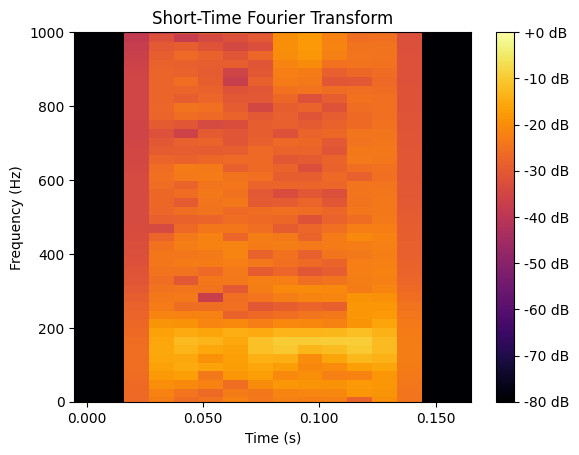 Short-Time Fourier Transform
1000
800
600
400
200
0
Frequency (Hz)
0.000
0.050
0.100
0.150
Time (s)
+0 dB
-10 dB
-20 dB
-30 dB
-40 dB
-50 dB
-60 dB
-70 dB
-80 dB